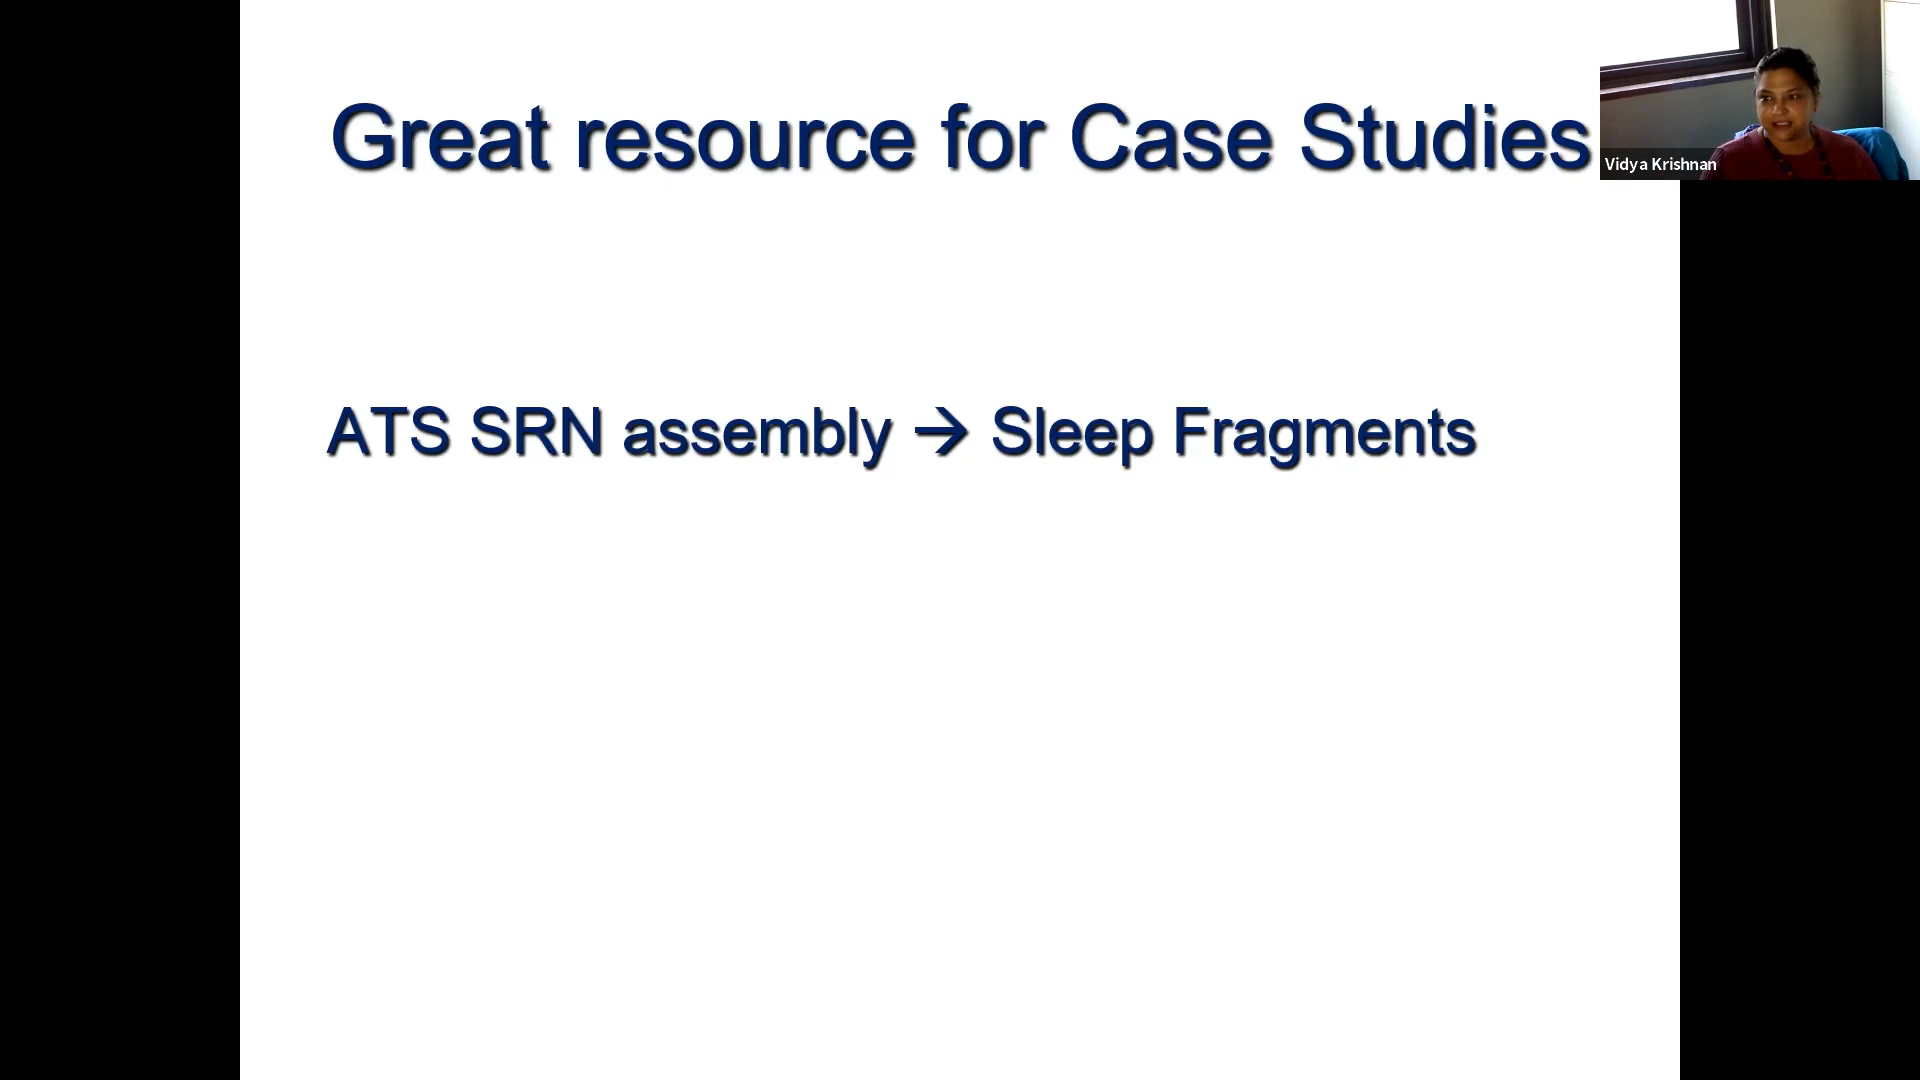 Great resource for Case Studies
Vidya Krishnan
ATS SRN assembly → Sleep Fragments